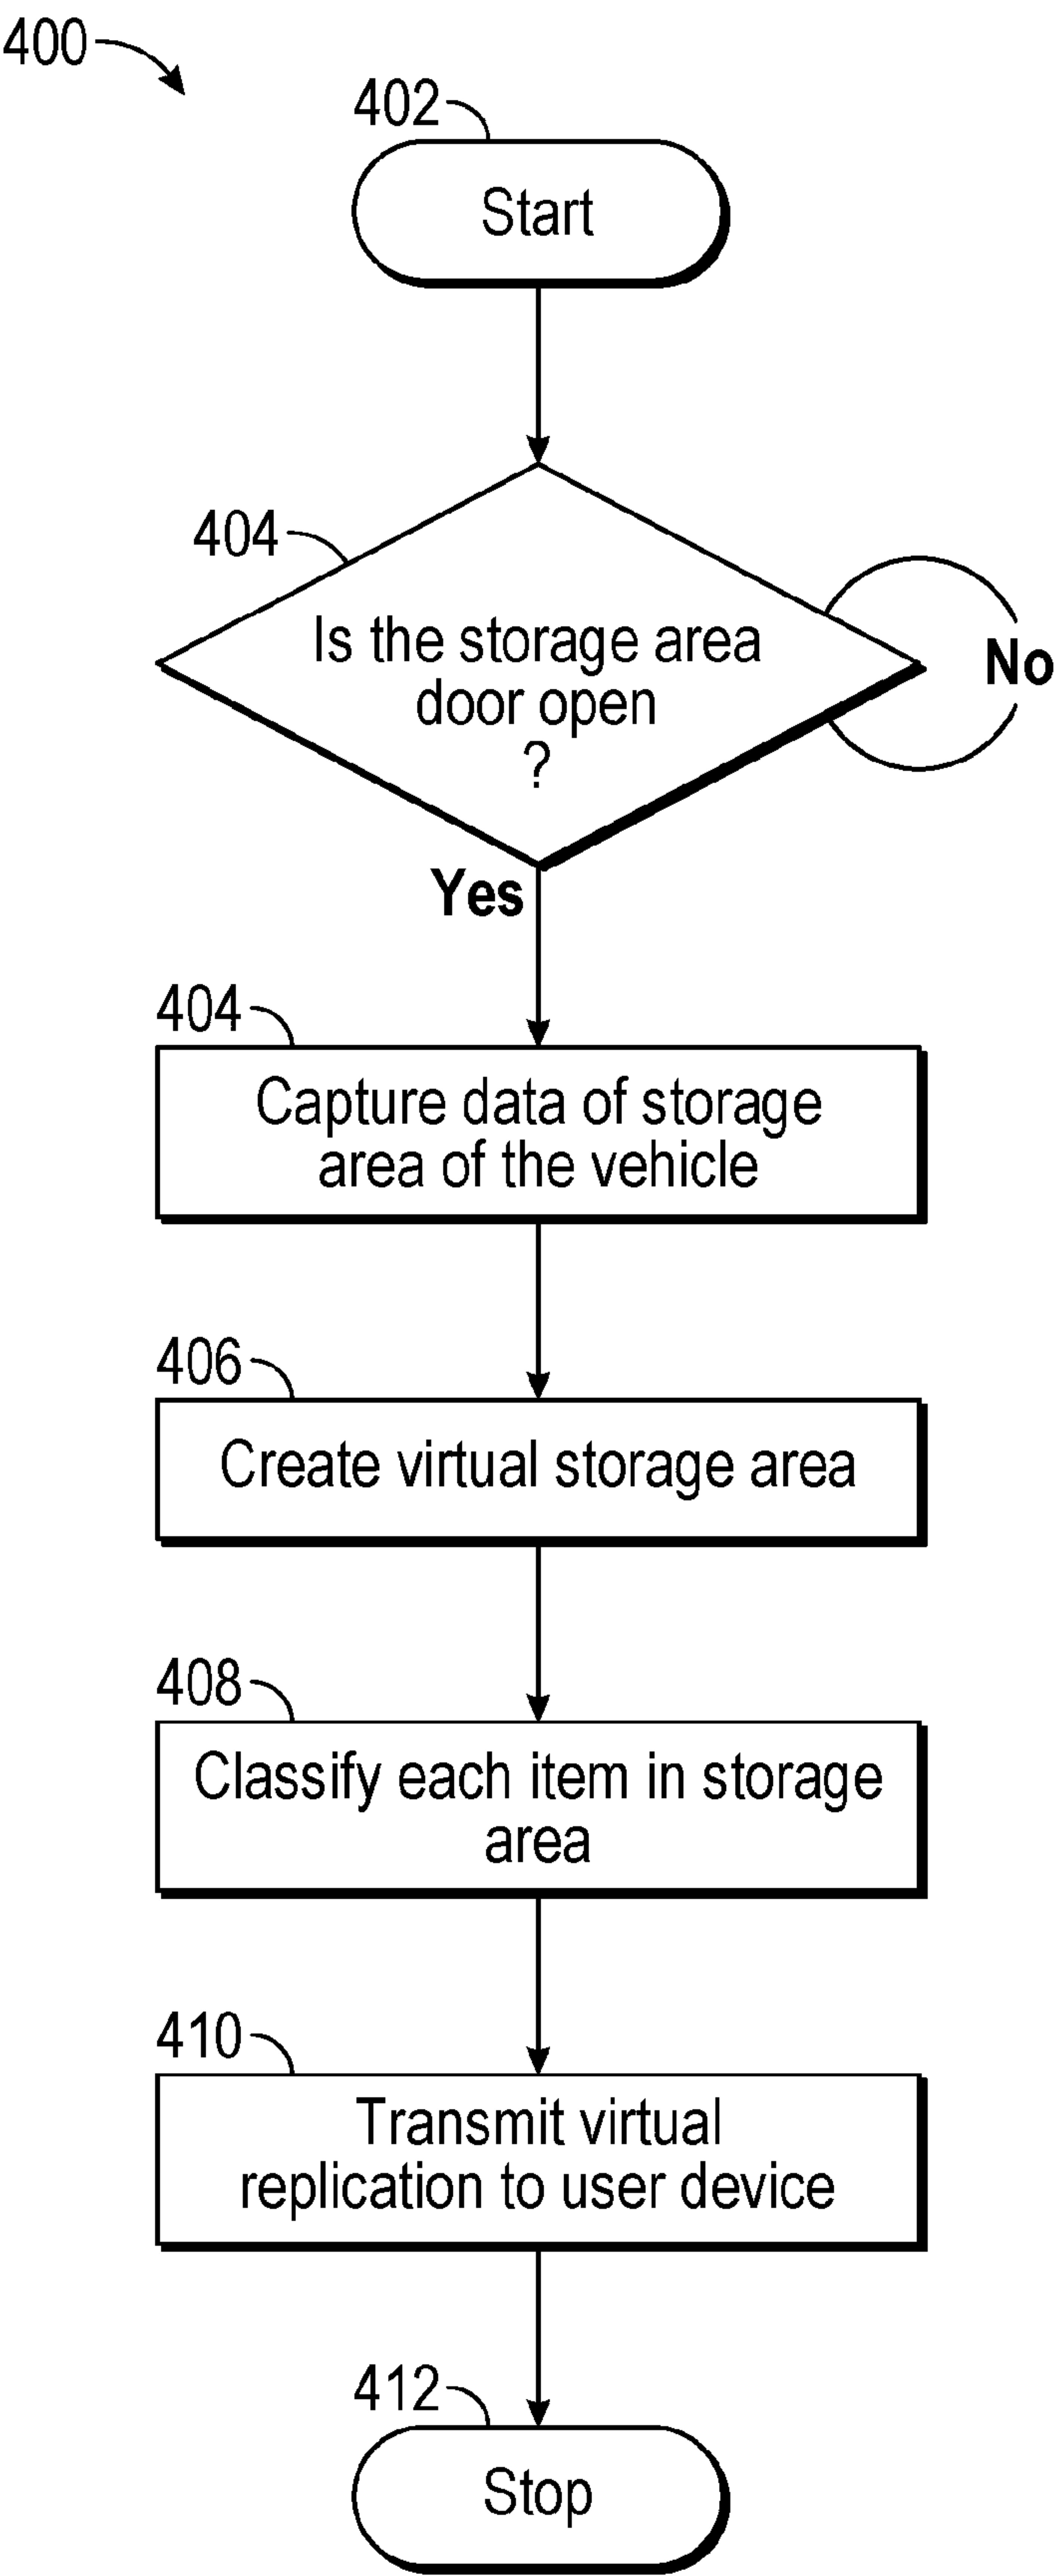 400
402
Start
404
Is the storage area
door open
?
No
Yes
404
Capture data of storage
area of the vehicle
406
Create virtual storage area
408
Classify each item in storage
area
410
Transmit virtual
replication to user device
412
Stop